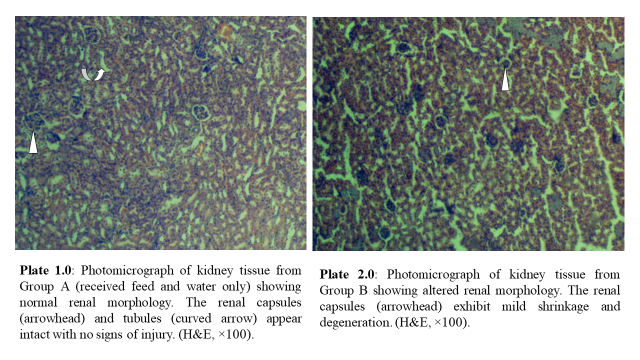 Plate 1.0: Photomicrograph of kidney tissue from
Group A (received feed and water only) showing
normal renal morphology. The renal capsules
(arrowhead) and tubules (curved arrow) appear
intact with no signs of injury. (H&E, ×100).
Plate 2.0: Photomicrograph of kidney tissue from
Group B showing altered renal morphology. The renal
capsules (arrowhead) exhibit mild shrinkage and
degeneration. (H&E, ×100).